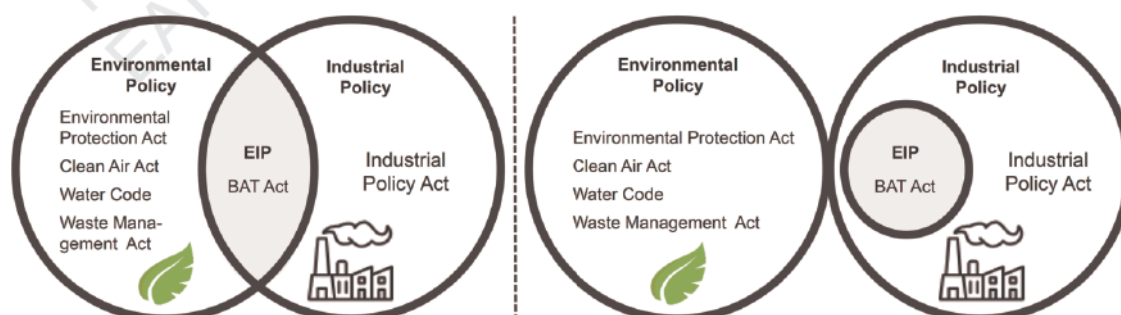 Environmental
Policy
Environmental
Protection Act
Clean Air Act
Water Code
Waste Mana-
gement Act
EIP
BAT Act
Industrial
Policy
Industrial
Policy Act
Environmental
Policy
Environmental Protection Act
Clean Air Act
Water Code
Waste Management Act
Industrial
Policy
EIP
BAT Act
Industrial
Policy Act